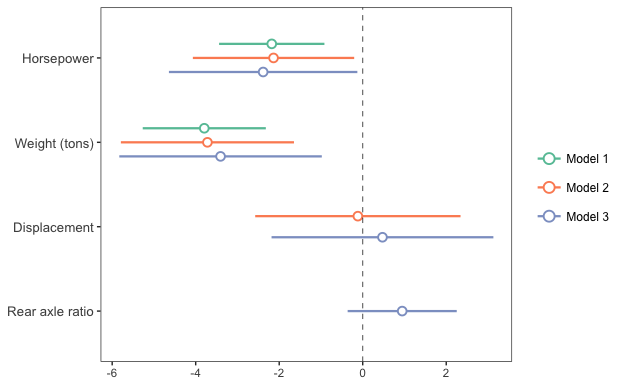 Horsepower
Weight (tons)
Displacement
Rear axle ratio
-6 -4 -2 0 2
Model 1
Model 2
Model 3